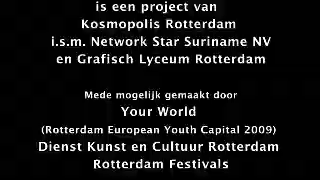 is een project van
Kosmopolis Rotterdam
i.s.m. Network Star Suriname NV
en Grafisch Lyceum Rotterdam
Mede mogelijk gemaakt door
Your World
(Rotterdam European Youth Capital 2009)
Dienst Kunst en Cultuur Rotterdam
Rotterdam Festivals